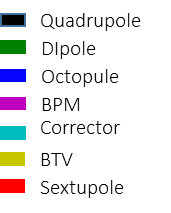 Quadrupole
DIpole
Octopule
BPM
Corrector
BTV
Sextupole